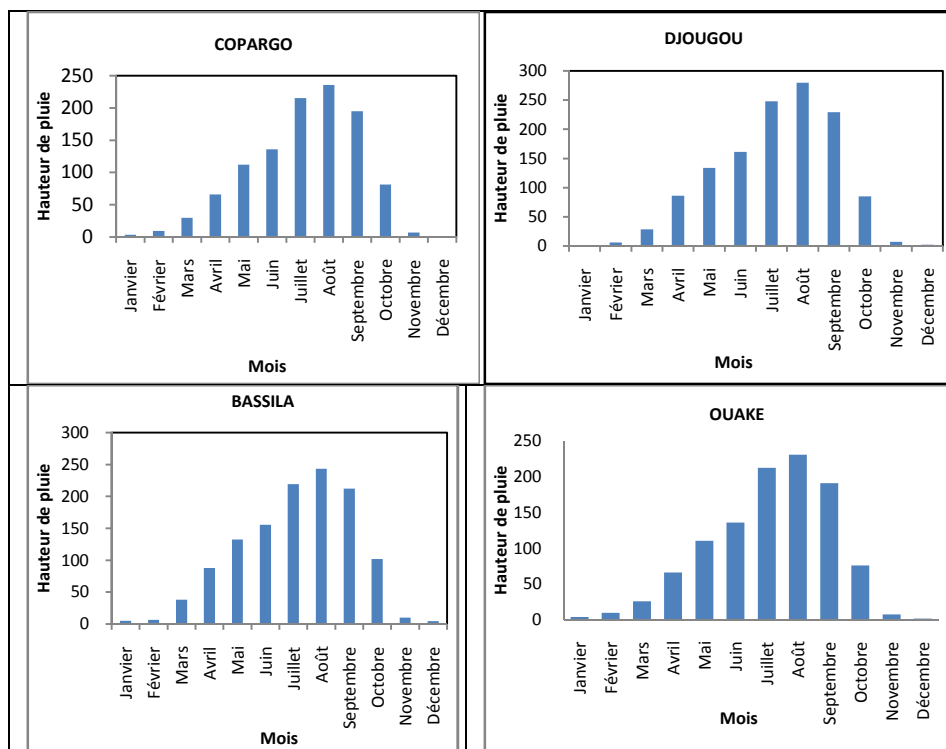 COPARGO
Hauteur de pluie
250
200
150
100
50
0
Janvier
Février
Mars
Avril
Mai
Juin
Juillet
Août
Septembre
Octobre
Novembre
Décembre
Mois
DJOUGOU
Hauteur de pluie
300
250
200
150
100
50
0
Janvier
Février
Mars
Avril
Mai
Juin
Juillet
Août
Septembre
Octobre
Novembre
Décembre
Mois
BASSILA
Hauteur de pluie
300
250
200
150
100
50
0
Janvier
Février
Mars
Avril
Mai
Juin
Juillet
Août
Septembre
Octobre
Novembre
Décembre
Mois
OUAKE
Hauteur de pluie
250
200
150
100
50
0
Janvier
Février
Mars
Avril
Mai
Juin
Juillet
Août
Septembre
Octobre
Novembre
Décembre
Mois